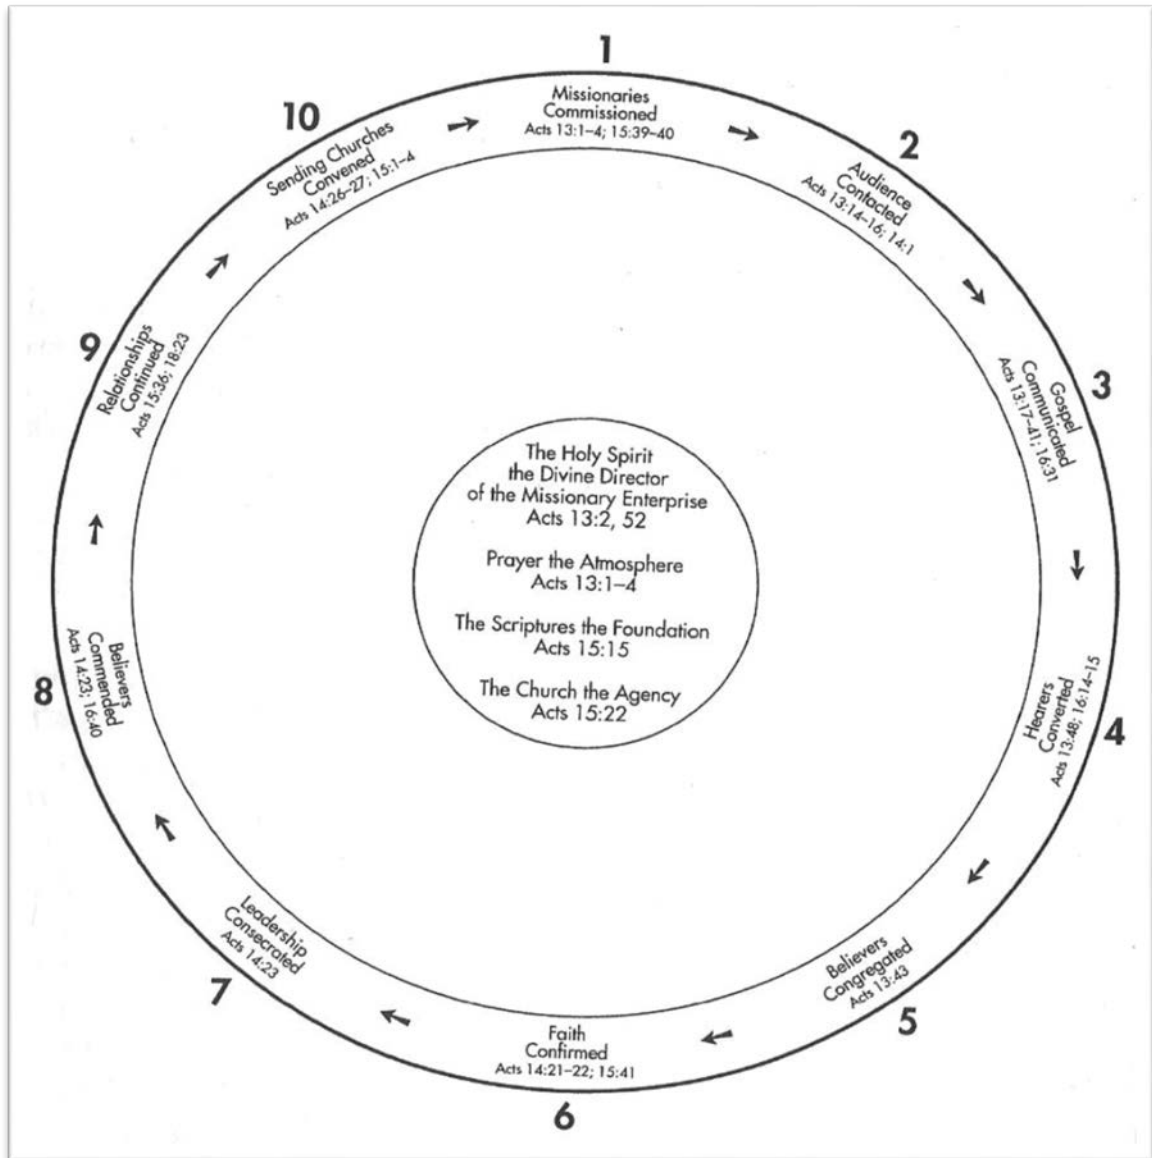 1
Missionaries
Commissioned
Acts 13:1–4; 15:39–40
2
Audience
Contacted
Acts 13:14–16; 14:1
3
Gospel
Communicated
Acts 13:17–41; 16:31
4
Hearers
Converted
Acts 13:48; 16:14–15
5
Believers
Congregated
Acts 13:43
6
Faith
Confirmed
Acts 14:21–22; 15:41
7
Leadership
Consecrated
Acts 14:23
8
Believers
Commended
Acts 14:23; 16:40
9
Relationships
Continued
Acts 15:36; 18:23
10
Sending Churches
Convened
Acts 14:26–27; 15:1–4
The Holy Spirit
the Divine Director
of the Missionary Enterprise
Acts 13:2, 52
Prayer the Atmosphere
Acts 13:1–4
The Scriptures the Foundation
Acts 15:15
The Church the Agency
Acts 15:22